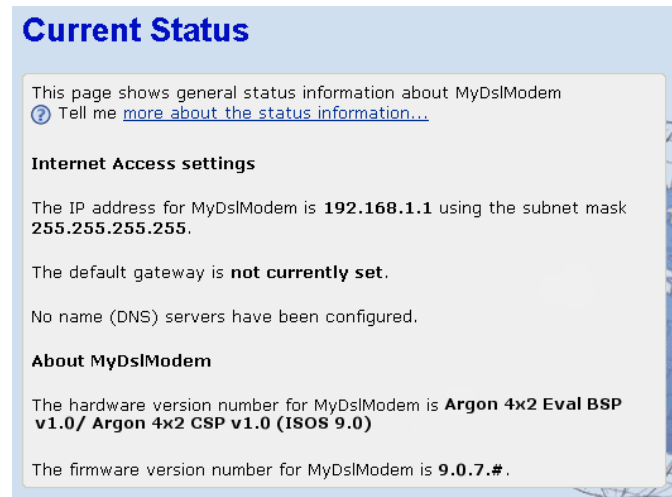 Current Status
This page shows general status information about MyDslModem
? Tell me more about the status information...
Internet Access settings
The IP address for MyDslModem is 192.168.1.1 using the subnet mask
255.255.255.255.
The default gateway is not currently set.
No name (DNS) servers have been configured.
About MyDslModem
The hardware version number for MyDslModem is Argon 4x2 Eval BSP
v1.0/ Argon 4x2 CSP v1.0 (ISOS 9.0)
The firmware version number for MyDslModem is 9.0.7.#.